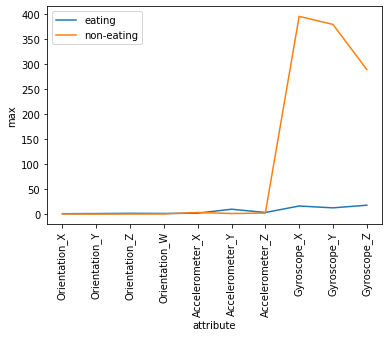 eating
non-eating
max
400
350
300
250
200
150
100
50
0
Orientation_X
Orientation_Y
Orientation_Z
Orientation_W
Accelerometer_X
Accelerometer_Y
Accelerometer_Z
Gyroscope_X
Gyroscope_Y
Gyroscope_Z
attribute